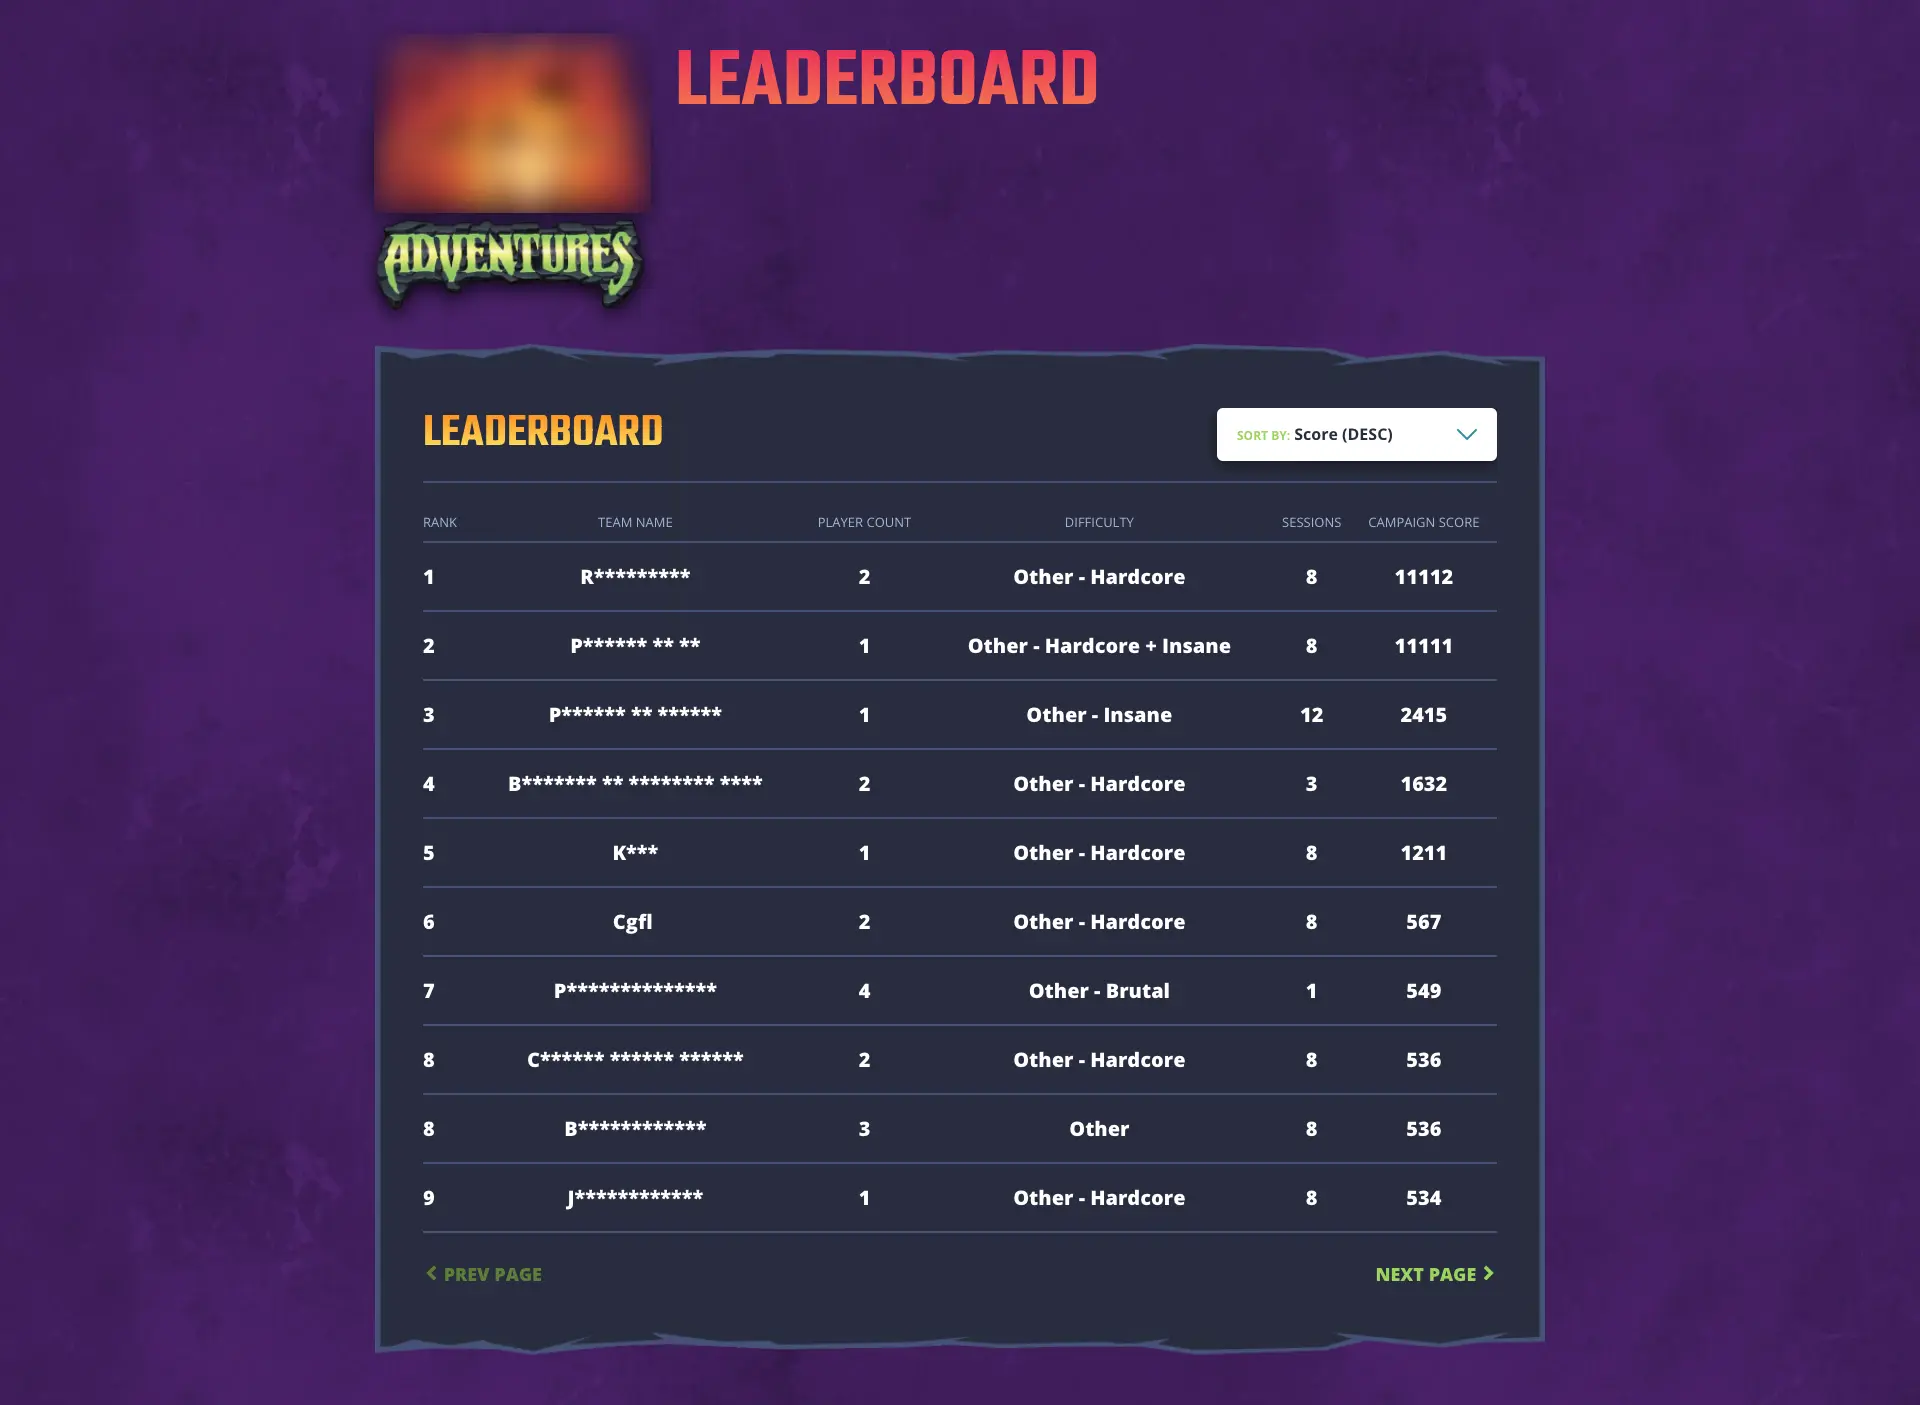 LEADERBOARD
ADVENTURES
LEADERBOARD
SORT BY: Score (DESC)
RANK TEAM NAME PLAYER COUNT DIFFICULTY SESSIONS CAMPAIGN SCORE
1 R********* 2 Other - Hardcore 8 11112
2 P****** ** ** 1 Other - Hardcore + Insane 8 11111
3 P****** ** ****** 1 Other - Insane 12 2415
4 B******* ** ******** **** 2 Other - Hardcore 3 1632
5 K*** 1 Other - Hardcore 8 1211
6 Cgfl 2 Other - Hardcore 8 567
7 P************** 4 Other - Brutal 1 549
8 C****** ****** ****** 2 Other - Hardcore 8 536
8 B************ 3 Other 8 536
9 J************ 1 Other - Hardcore 8 534
PREV PAGE NEXT PAGE